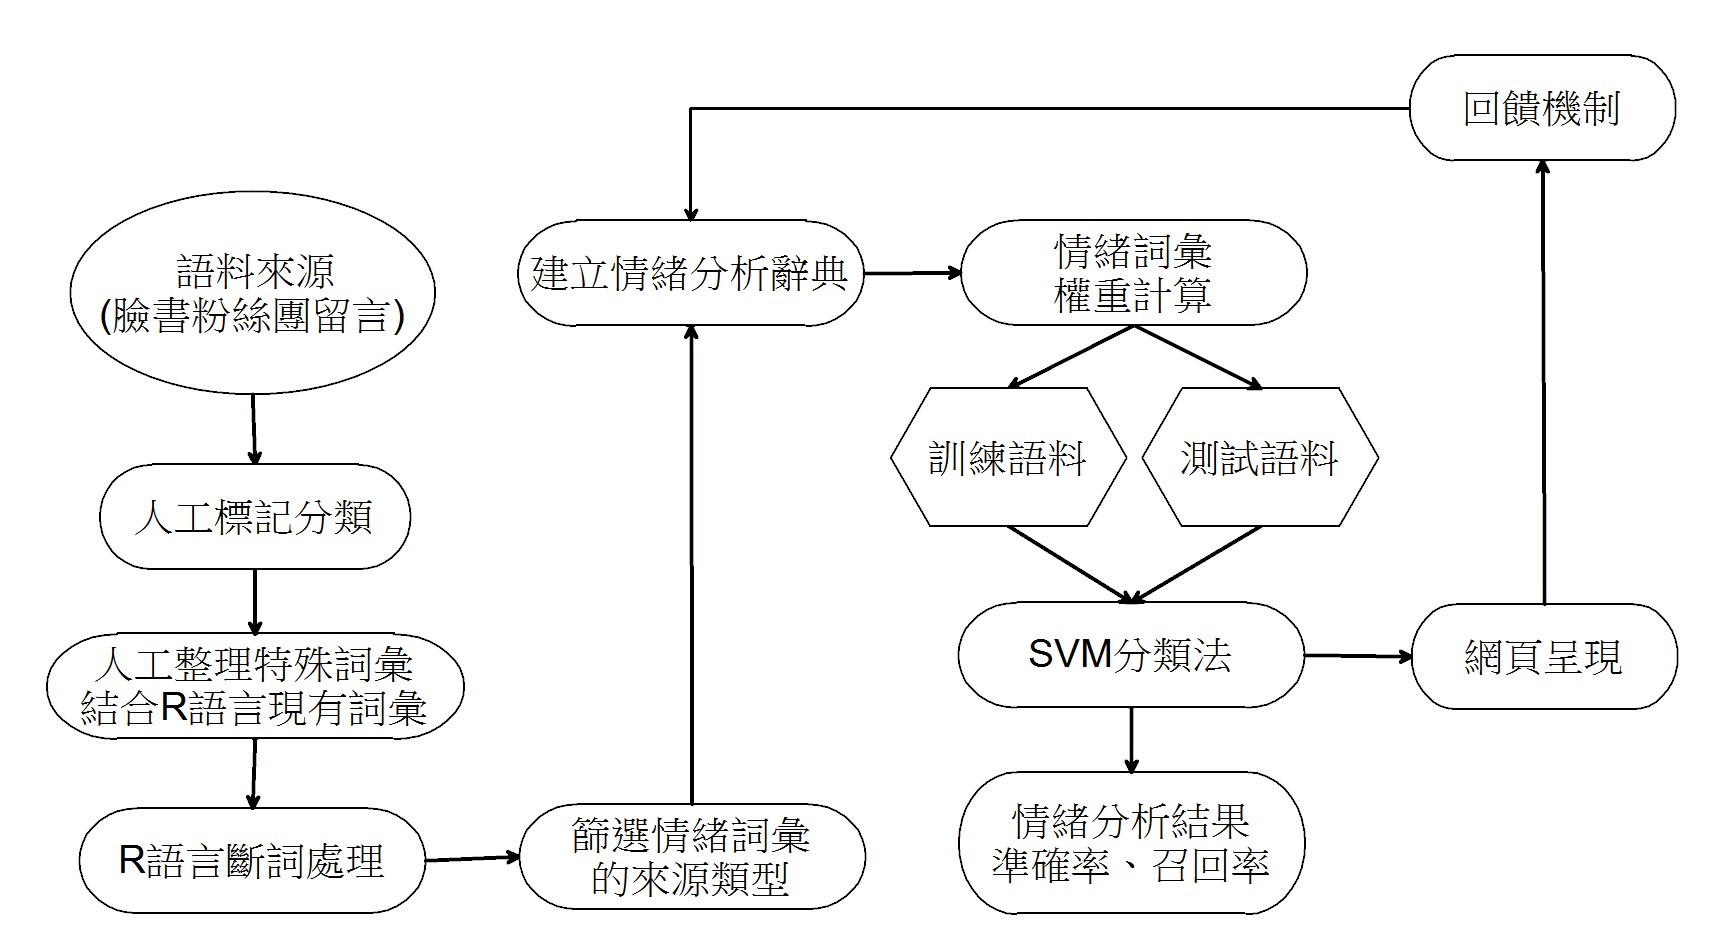 語料來源
(臉書粉絲團留言)
人工標記分類
人工整理特殊詞彙
結合R語言現有詞彙
R語言斷詞處理
篩選情緒詞彙
的來源類型
建立情緒分析辭典
情緒詞彙
權重計算
訓練語料
測試語料
SVM分類法
情緒分析結果
準確率、召回率
網頁呈現
回饋機制